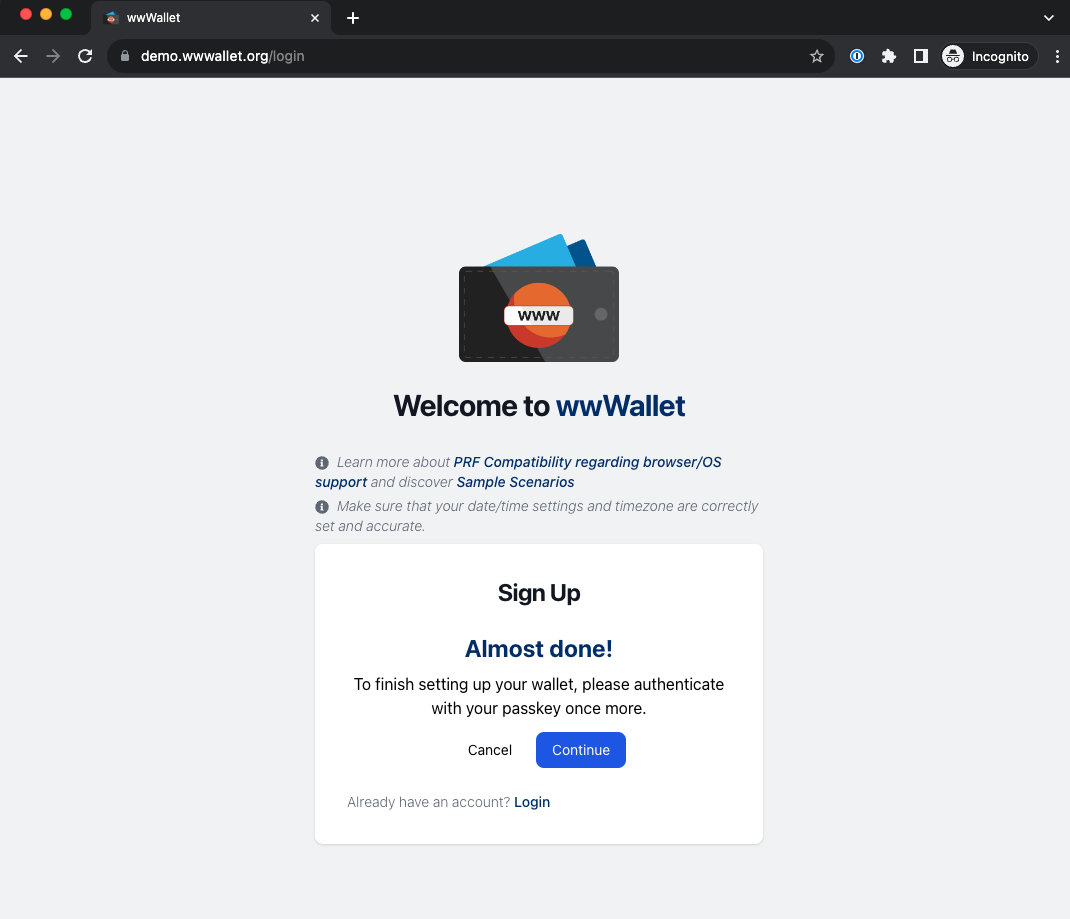 wwWallet
demo.wwwallet.org/login
Incognito
WWW
Welcome to wwWallet
Learn more about PRF Compatibility regarding browser/OS
support and discover Sample Scenarios
Make sure that your date/time settings and timezone are correctly
set and accurate.
Sign Up
Almost done!
To finish setting up your wallet, please authenticate
with your passkey once more.
Cancel Continue
Already have an account? Login